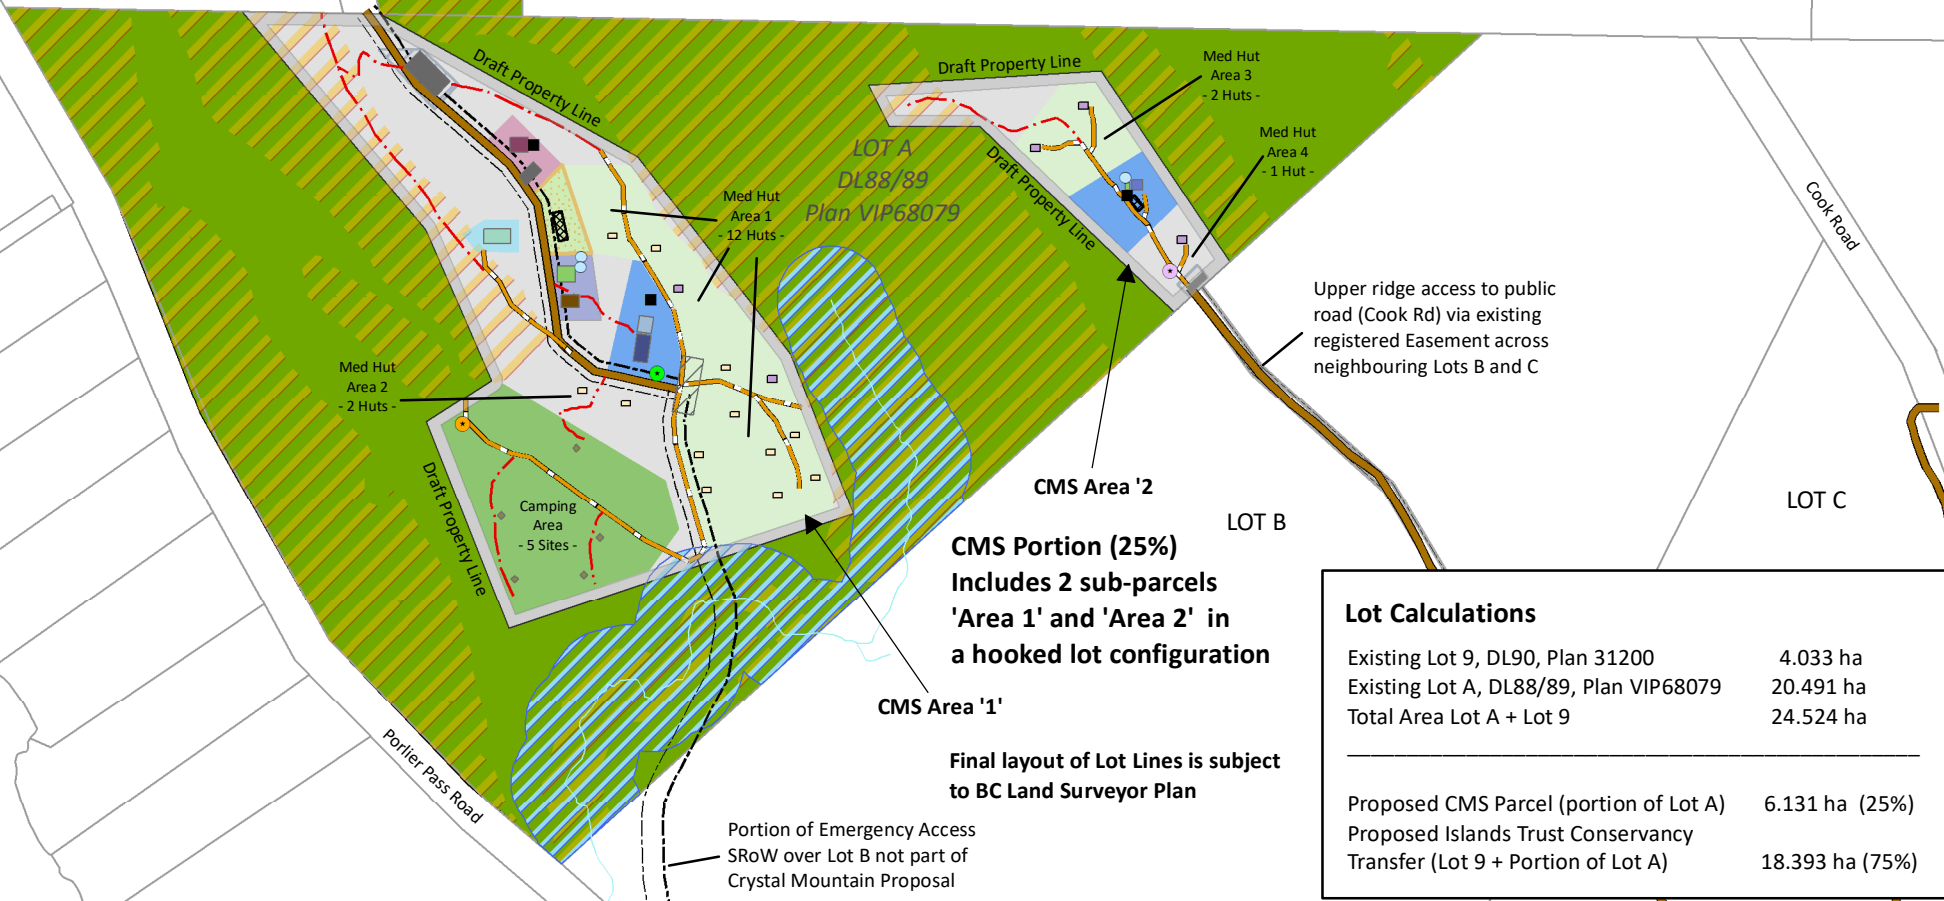 Draft Property Line
Draft Property Line
Med Hut
Area 3
- 2 Huts -
Med Hut
Area 4
- 1 Hut -
LOT A
DL88/89
Plan VIP68079
Draft Property Line
Cook Road
Med Hut
Area 1
- 12 Huts -
Upper ridge access to public
road (Cook Rd) via existing
registered Easement across
neighbouring Lots B and C
Med Hut
Area 2
- 2 Huts -
Draft Property Line
Camping
Area
- 5 Sites -
CMS Area '2
LOT B
LOT C
CMS Portion (25%)
Includes 2 sub-parcels
'Area 1' and 'Area 2' in
a hooked lot configuration
CMS Area '1'
Final layout of Lot Lines is subject
to BC Land Surveyor Plan
Porlier Pass Road
Portion of Emergency Access
SRoW over Lot B not part of
Crystal Mountain Proposal
Lot Calculations
Existing Lot 9, DL90, Plan 31200 4.033 ha
Existing Lot A, DL88/89, Plan VIP68079 20.491 ha
Total Area Lot A + Lot 9 24.524 ha
Proposed CMS Parcel (portion of Lot A) 6.131 ha (25%)
Proposed Islands Trust Conservancy
Transfer (Lot 9 + Portion of Lot A) 18.393 ha (75%)